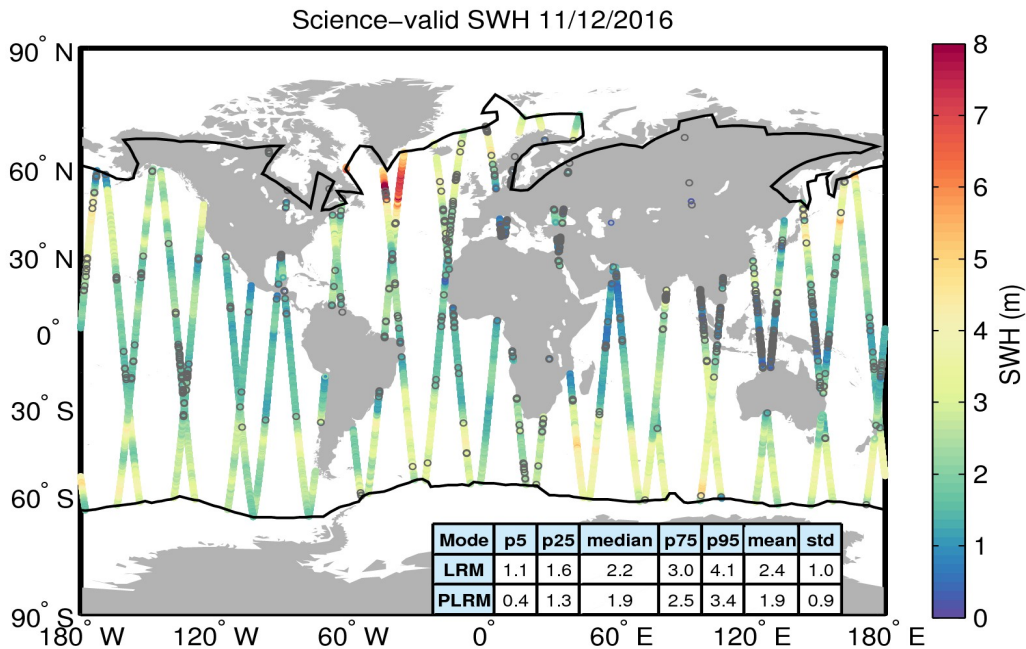 Science−valid SWH 11/12/2016
90° N
60° N
30° N
0°
30° S
60° S
90° S
180° W
120° W
60° W
0°
60° E
120° E
180° E
Mode p5 p25 median p75 p95 mean std
LRM 1.1 1.6 2.2 3.0 4.1 2.4 1.0
PLRM 0.4 1.3 1.9 2.5 3.4 1.9 0.9
8
7
6
5
4
3
2
1
0
SWH (m)